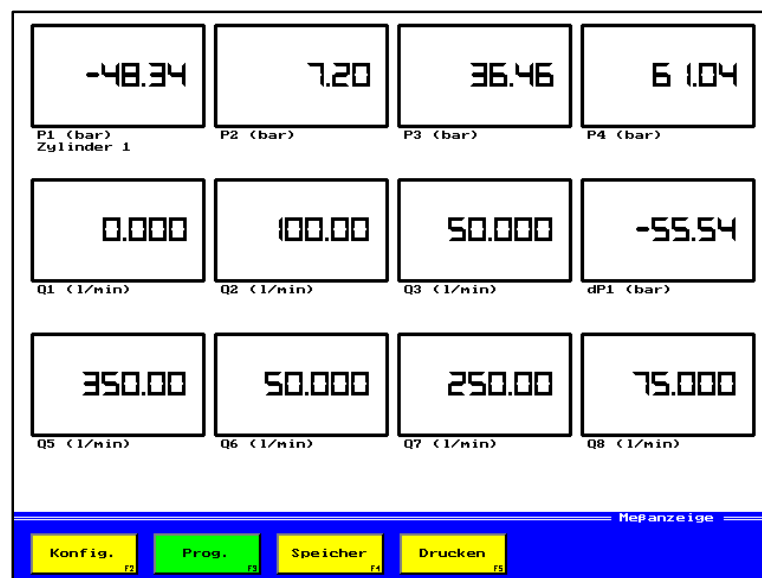 -48.34 7.20 36.46 61.04
P1 (bar) P2 (bar) P3 (bar) P4 (bar)
Zylinder 1
0.000 100.00 50.000 -55.54
Q1 (l/min) Q2 (l/min) Q3 (l/min) dP1 (bar)
350.00 50.000 250.00 75.000
Q5 (l/min) Q6 (l/min) Q7 (l/min) Q8 (l/min)
Meßanzeige
Konfig. Prog. Speicher Drucken
F2 F3 F4 F5